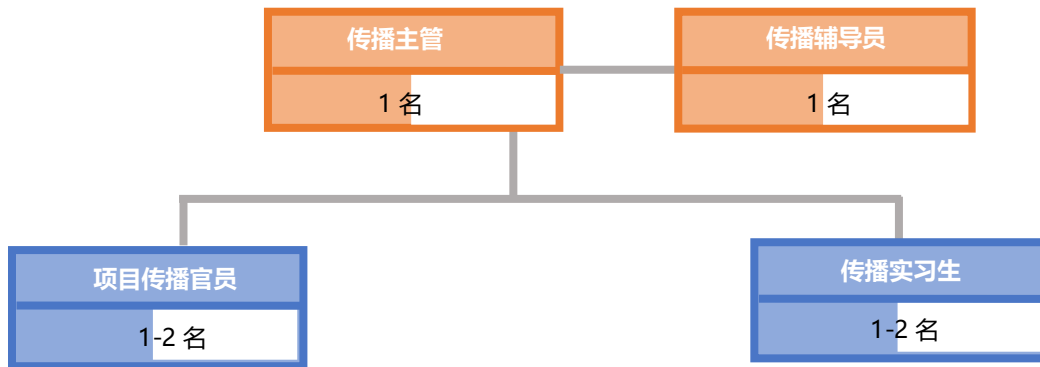 传播主管
传播辅导员
1 名
1 名
项目传播官员
传播实习生
1-2 名
1-2 名